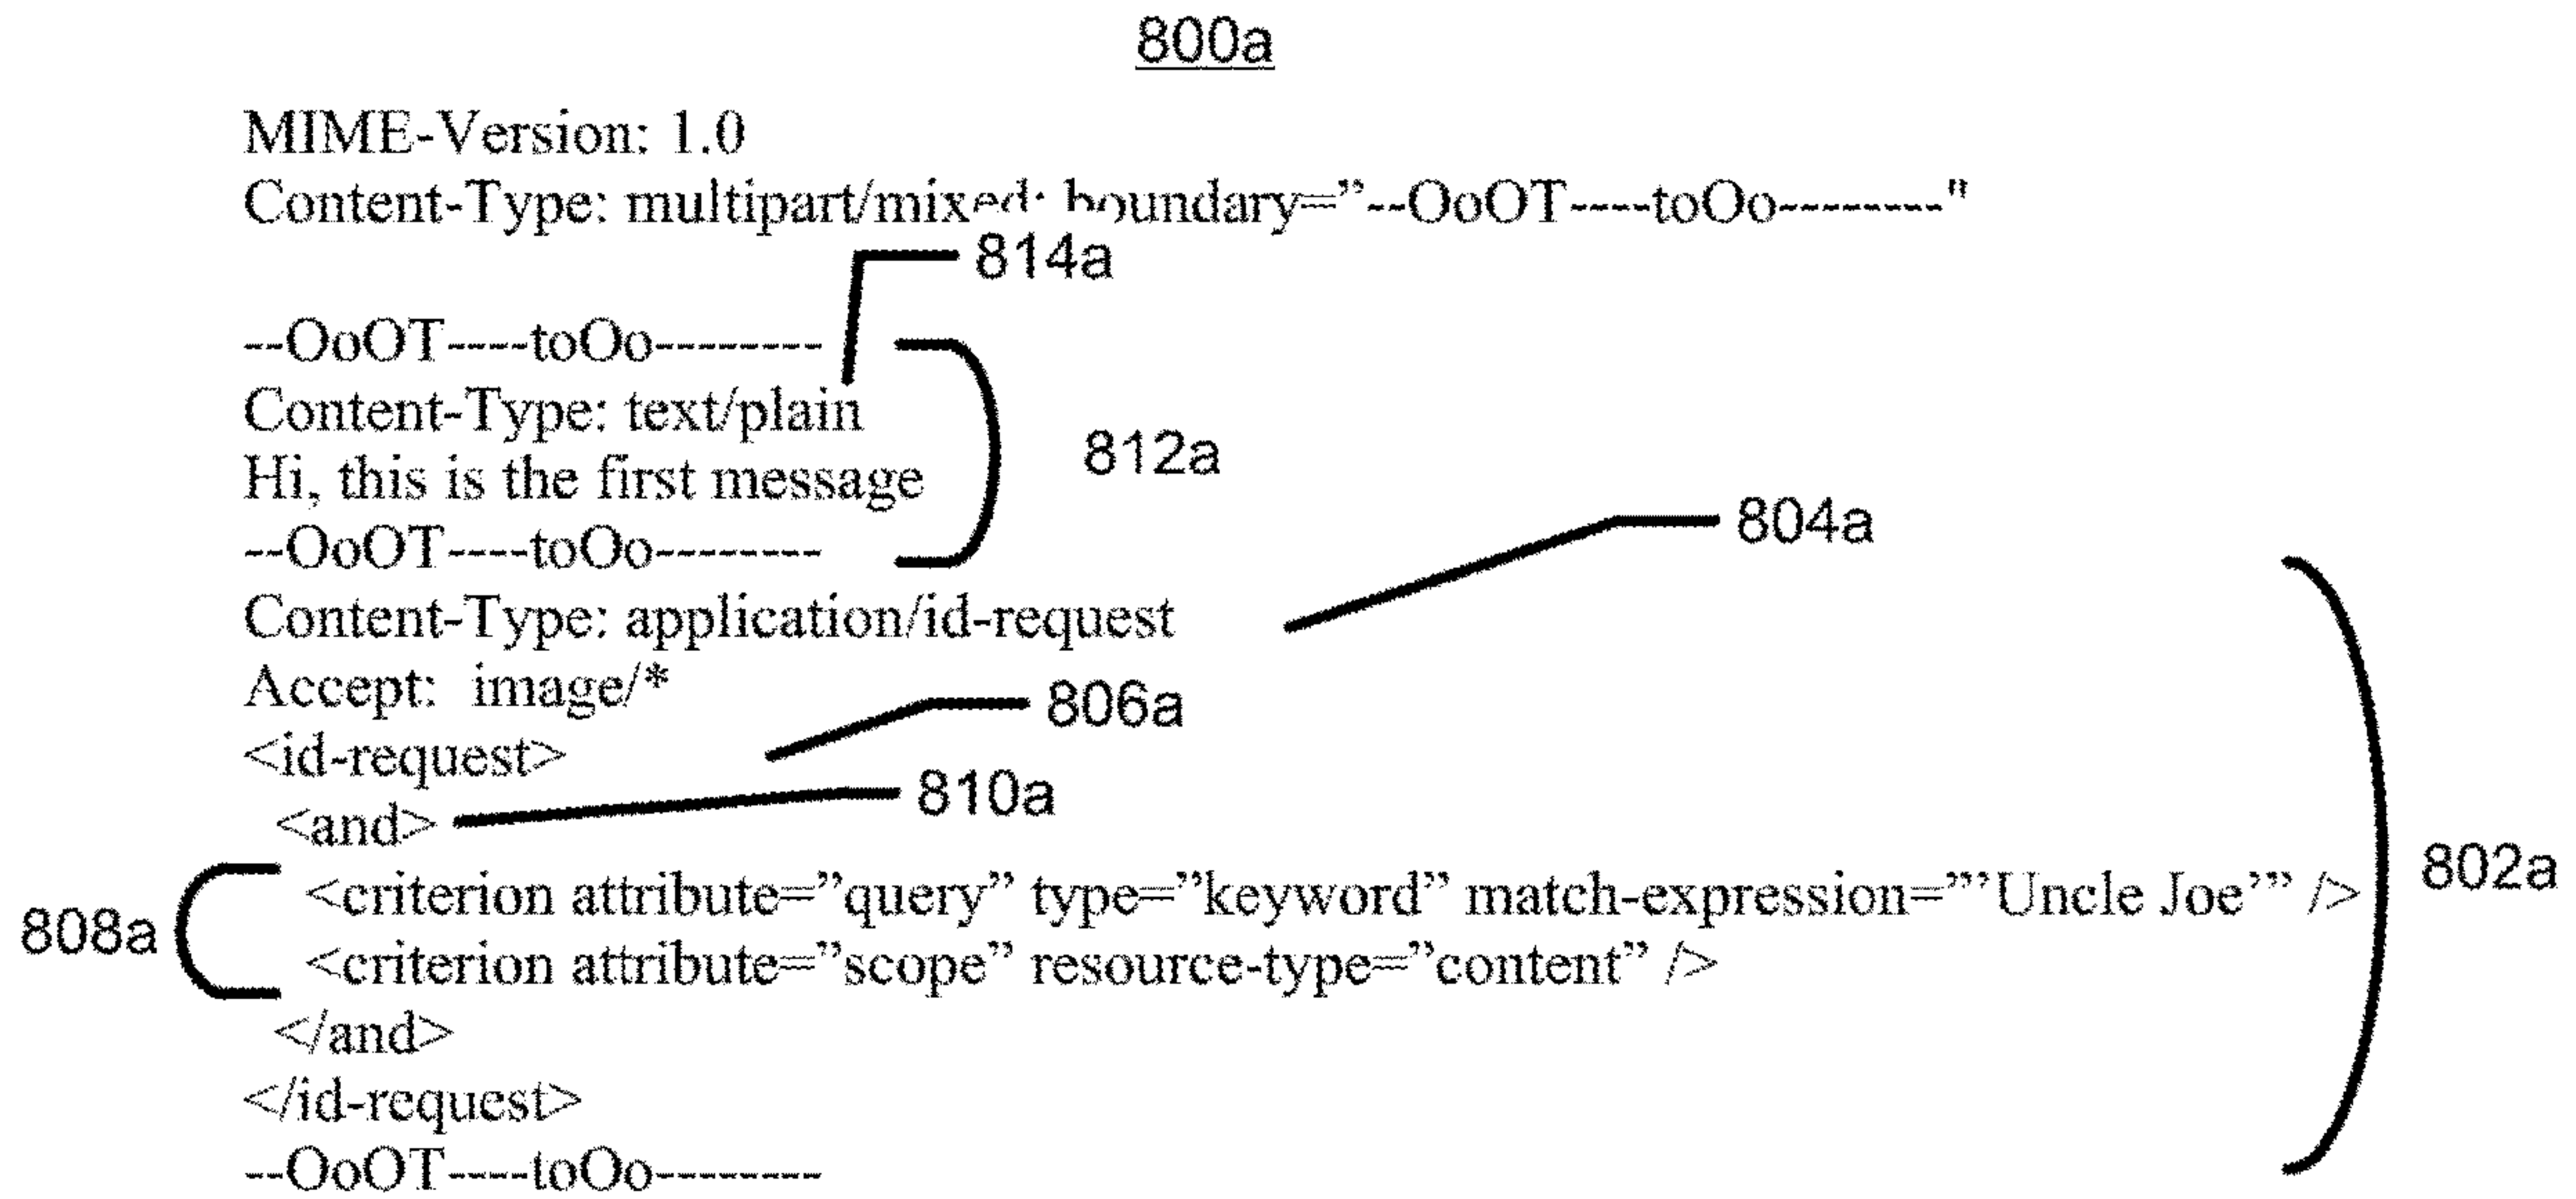 800a
MIME-Version: 1.0
Content-Type: multipart/mixed; boundary=”--OoOT----toOo--------"
814a
--OoOT----toOo--------
Content-Type: text/plain
812a
Hi, this is the first message
804a
--OoOT----toOo--------
Content-Type: application/id-request
Accept:  image/*
806a
<id-request>
810a
<and>
802a
<criterion attribute=”query” type=”keyword” match-expression=”’Uncle Joe’” />
808a
<criterion attribute=”scope” resource-type=”content” />
</and>
</id-request>
--OoOT----toOo--------